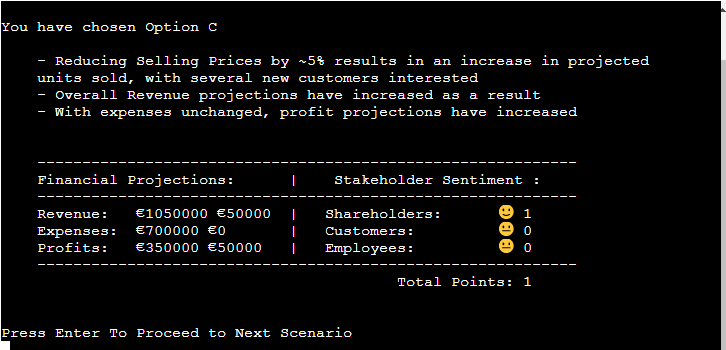 You have chosen Option C
- Reducing Selling Prices by ~5% results in an increase in projected
units sold, with several new customers interested
- Overall Revenue projections have increased as a result
- With expenses unchanged, profit projections have increased
------------------------------------------------------------
Financial Projections: | Stakeholder Sentiment :
------------------------------------------------------------
Revenue: €1050000 €50000 | Shareholders: 🙂 1
Expenses: €700000 €0 | Customers: 😐 0
Profits: €350000 €50000 | Employees: 😐 0
------------------------------------------------------------
Total Points: 1
Press Enter To Proceed to Next Scenario